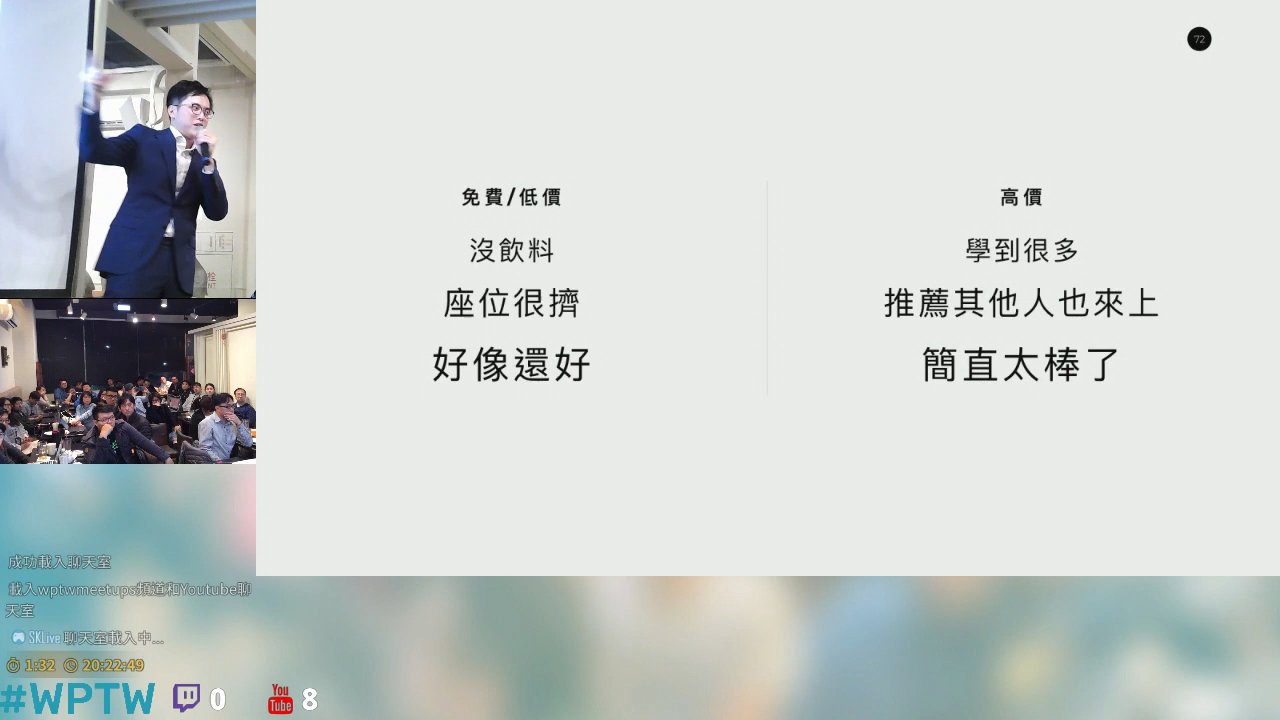 72
免費/低價
沒飲料
座位很擠
好像還好
高價
學到很多
推薦其他人也來上
簡直太棒了
成功載入聊天室
載入wptwmeetups頻道和Youtube聊
天室
SKLive 聊天室載入中...
1:32 20:22:49
#WPTW 0 You Tube 8